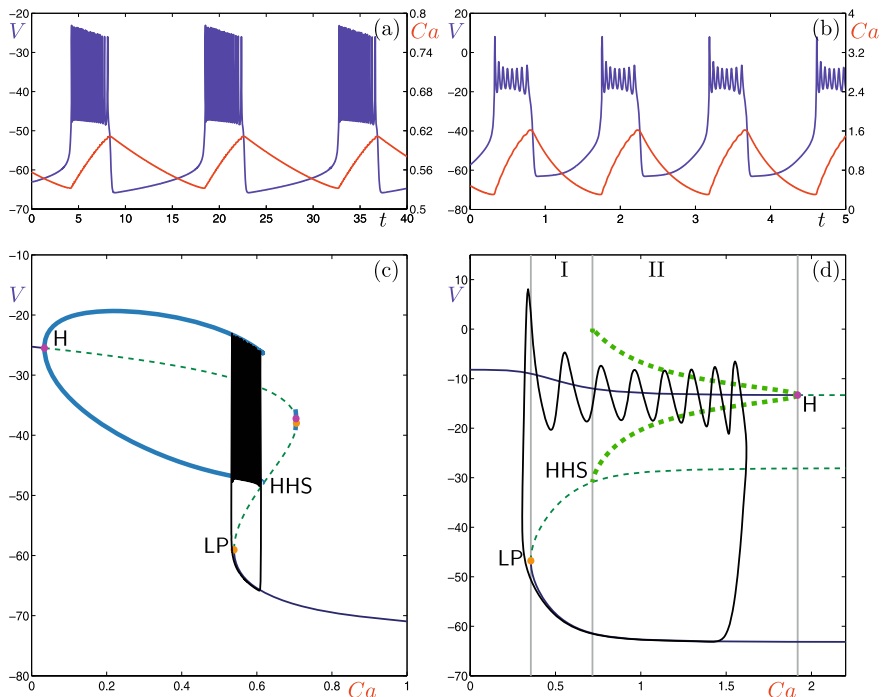 -20 (a) 0.8
V Ca
-30 0.74
-40 0.68
-50 0.62
-60 0.56
-70 0.5
0 5 10 15 20 25 30 35 40
t
20 (b) 4
V Ca
0 3.2
-20 2.4
-40 1.6
-60 0.8
-80 0
0 1 2 3 4 5
t
-10 (c)
V
-20
H
-30
-40
HHS
-50
LP
-60
-70
-80
0 0.2 0.4 0.6 0.8 1
Ca
15 I II (d)
V
0
-10
H
-20
HHS
-30
-40
LP
-50
-60
-70
0 0.5 1 1.5 2
Ca